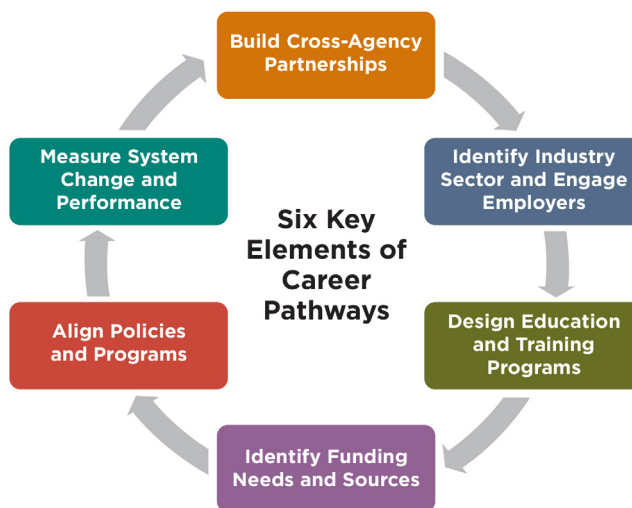 Build Cross-Agency
Partnerships
Identify Industry
Sector and Engage
Employers
Design Education
and Training
Programs
Identify Funding
Needs and Sources
Align Policies
and Programs
Measure System
Change and
Performance
Six Key
Elements of
Career
Pathways